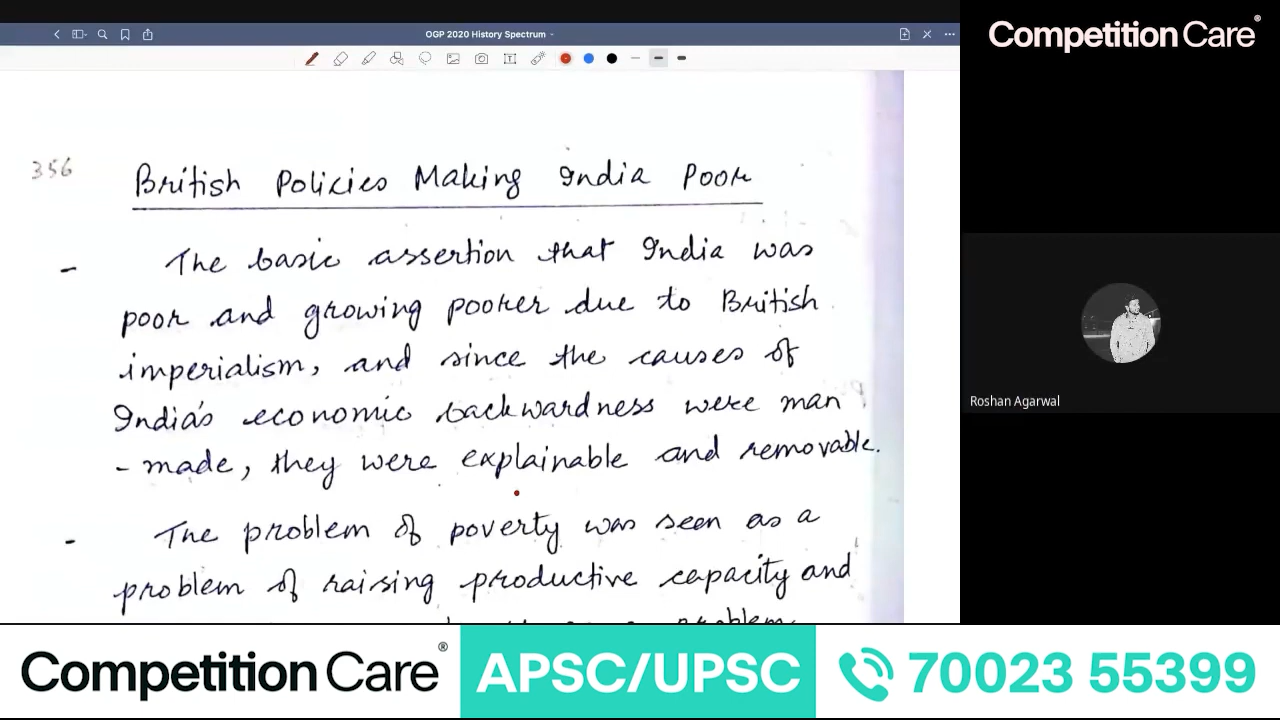 OGP 2020 History Spectrum
Competition Care®
356
British Policies Making India Poor
- The basic assertion that India was
poor and growing poorer due to British
imperialism, and since the causes of
India's economic backwardness were man
- made, they were explainable and removable.
- The problem of poverty was seen as a
problem of raising productive capacity and
problem
Roshan Agarwal
Competition Care®
APSC/UPSC
70023 55399